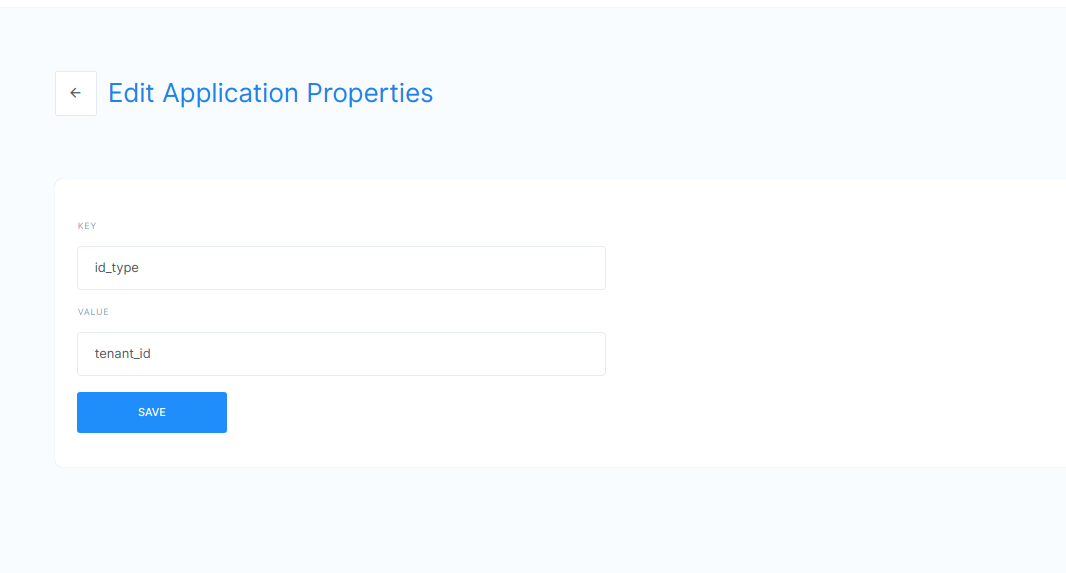 Edit Application Properties
KEY
id_type
VALUE
tenant_id
SAVE